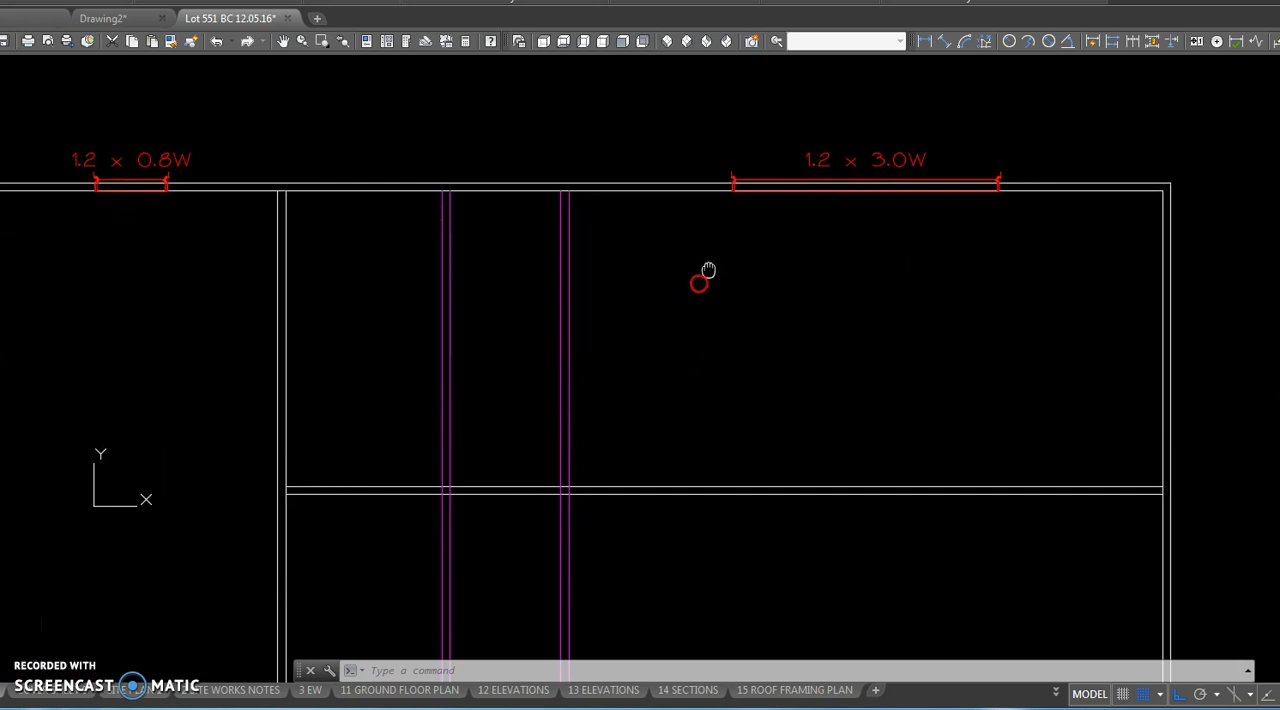 Drawing2*
Lot 551 BC 12.05.16*
1.2 x 0.8W
1.2 x 3.0W
Y
X
Type a command
RECORDED WITH
SCREENCAST MATIC
WORKS NOTES
3 EW
11 GROUND FLOOR PLAN
12 ELEVATIONS
13 ELEVATIONS
14 SECTIONS
15 ROOF FRAMING PLAN
MODEL